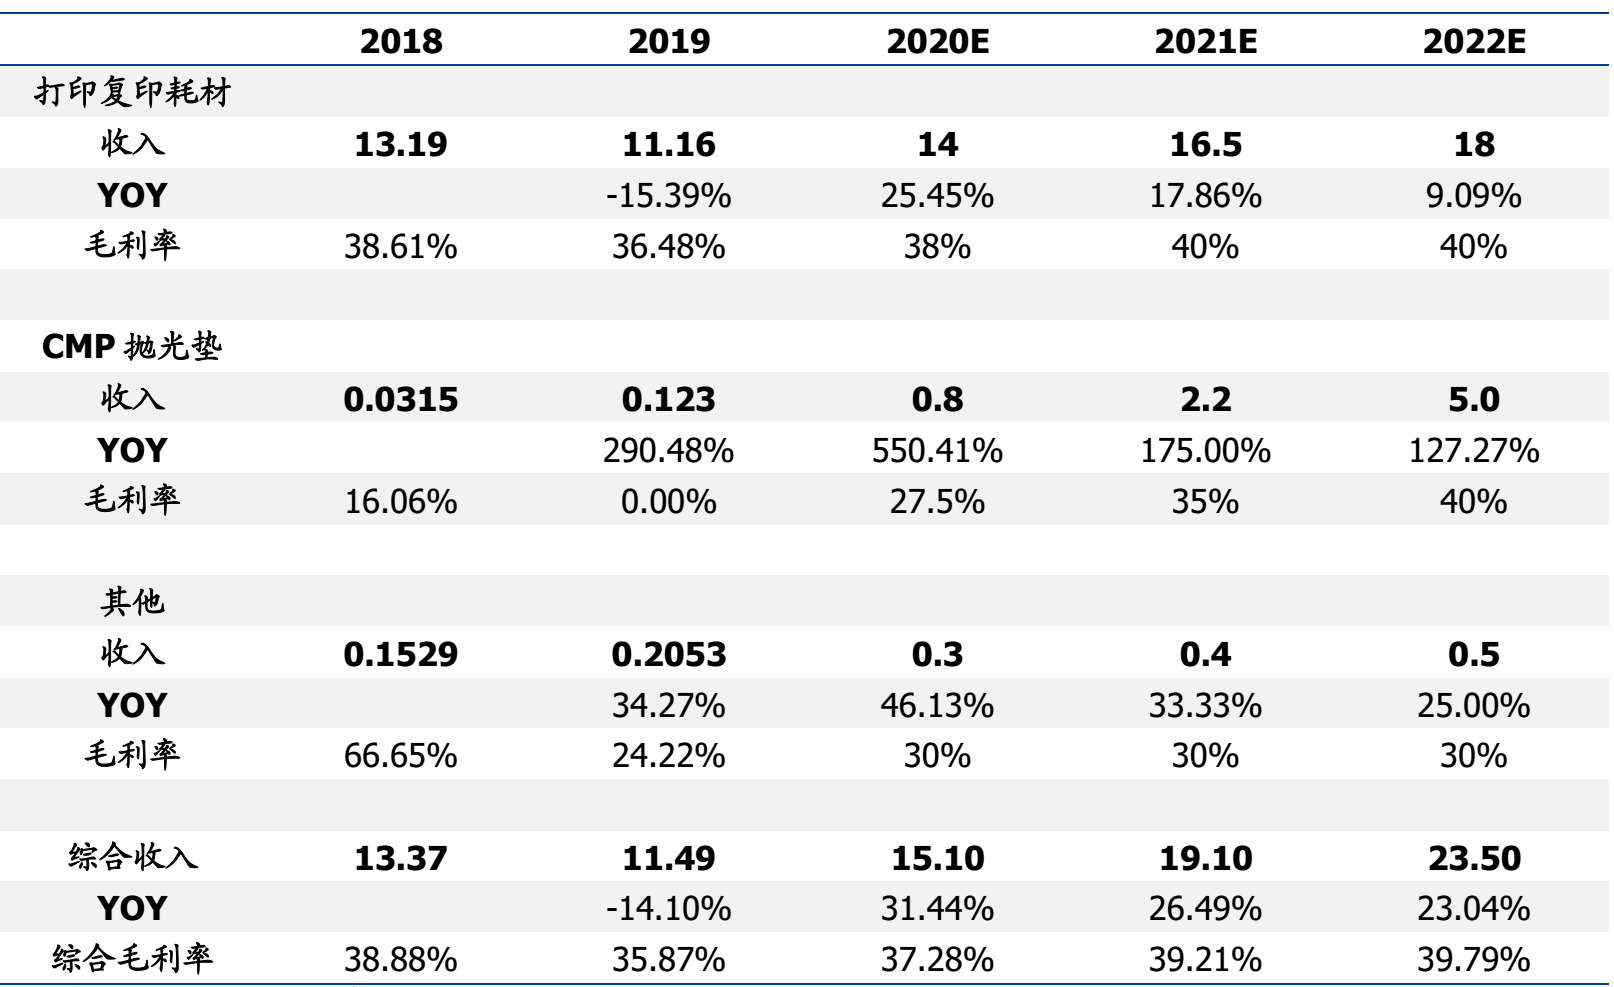 2018 2019 2020E 2021E 2022E
打印复印耗材
收入 13.19 11.16 14 16.5 18
YOY -15.39% 25.45% 17.86% 9.09%
毛利率 38.61% 36.48% 38% 40% 40%
CMP 抛光垫
收入 0.0315 0.123 0.8 2.2 5.0
YOY 290.48% 550.41% 175.00% 127.27%
毛利率 16.06% 0.00% 27.5% 35% 40%
其他
收入 0.1529 0.2053 0.3 0.4 0.5
YOY 34.27% 46.13% 33.33% 25.00%
毛利率 66.65% 24.22% 30% 30% 30%
综合收入 13.37 11.49 15.10 19.10 23.50
YOY -14.10% 31.44% 26.49% 23.04%
综合毛利率 38.88% 35.87% 37.28% 39.21% 39.79%